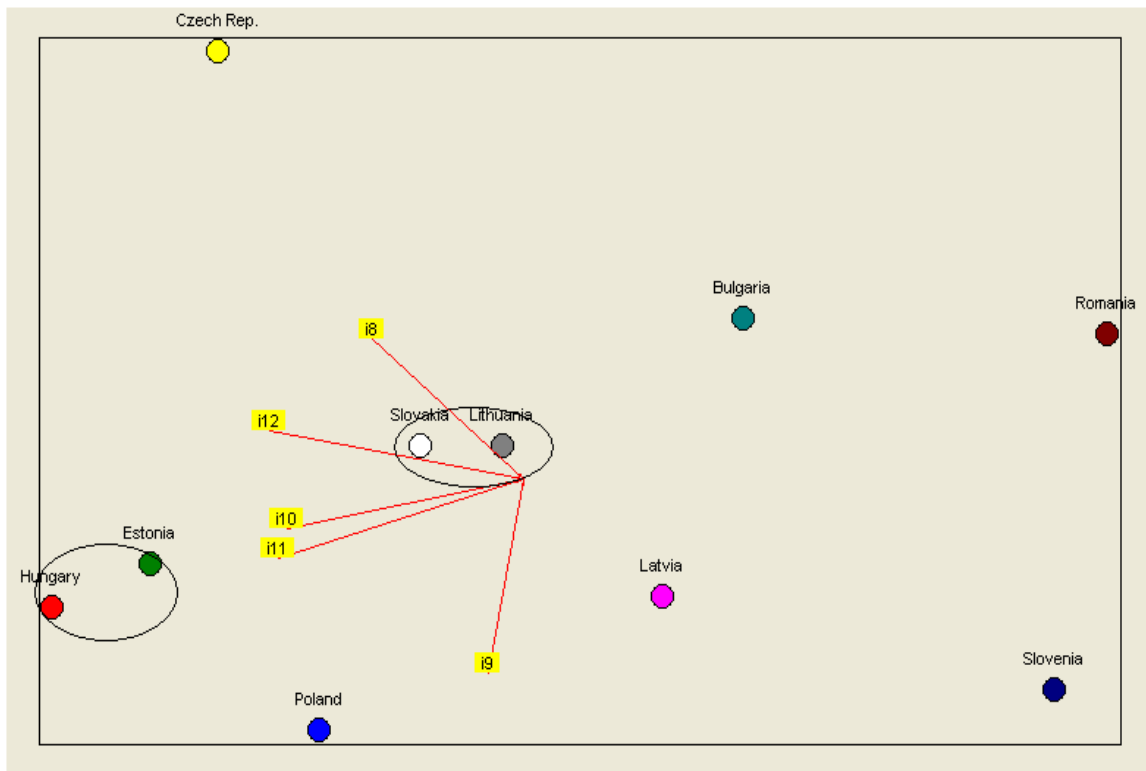 Czech Rep.
Bulgaria
Romania
i8
i12
Slovakia
Lithuania
i10
Estonia
i11
Hungary
Latvia
i9
Slovenia
Poland